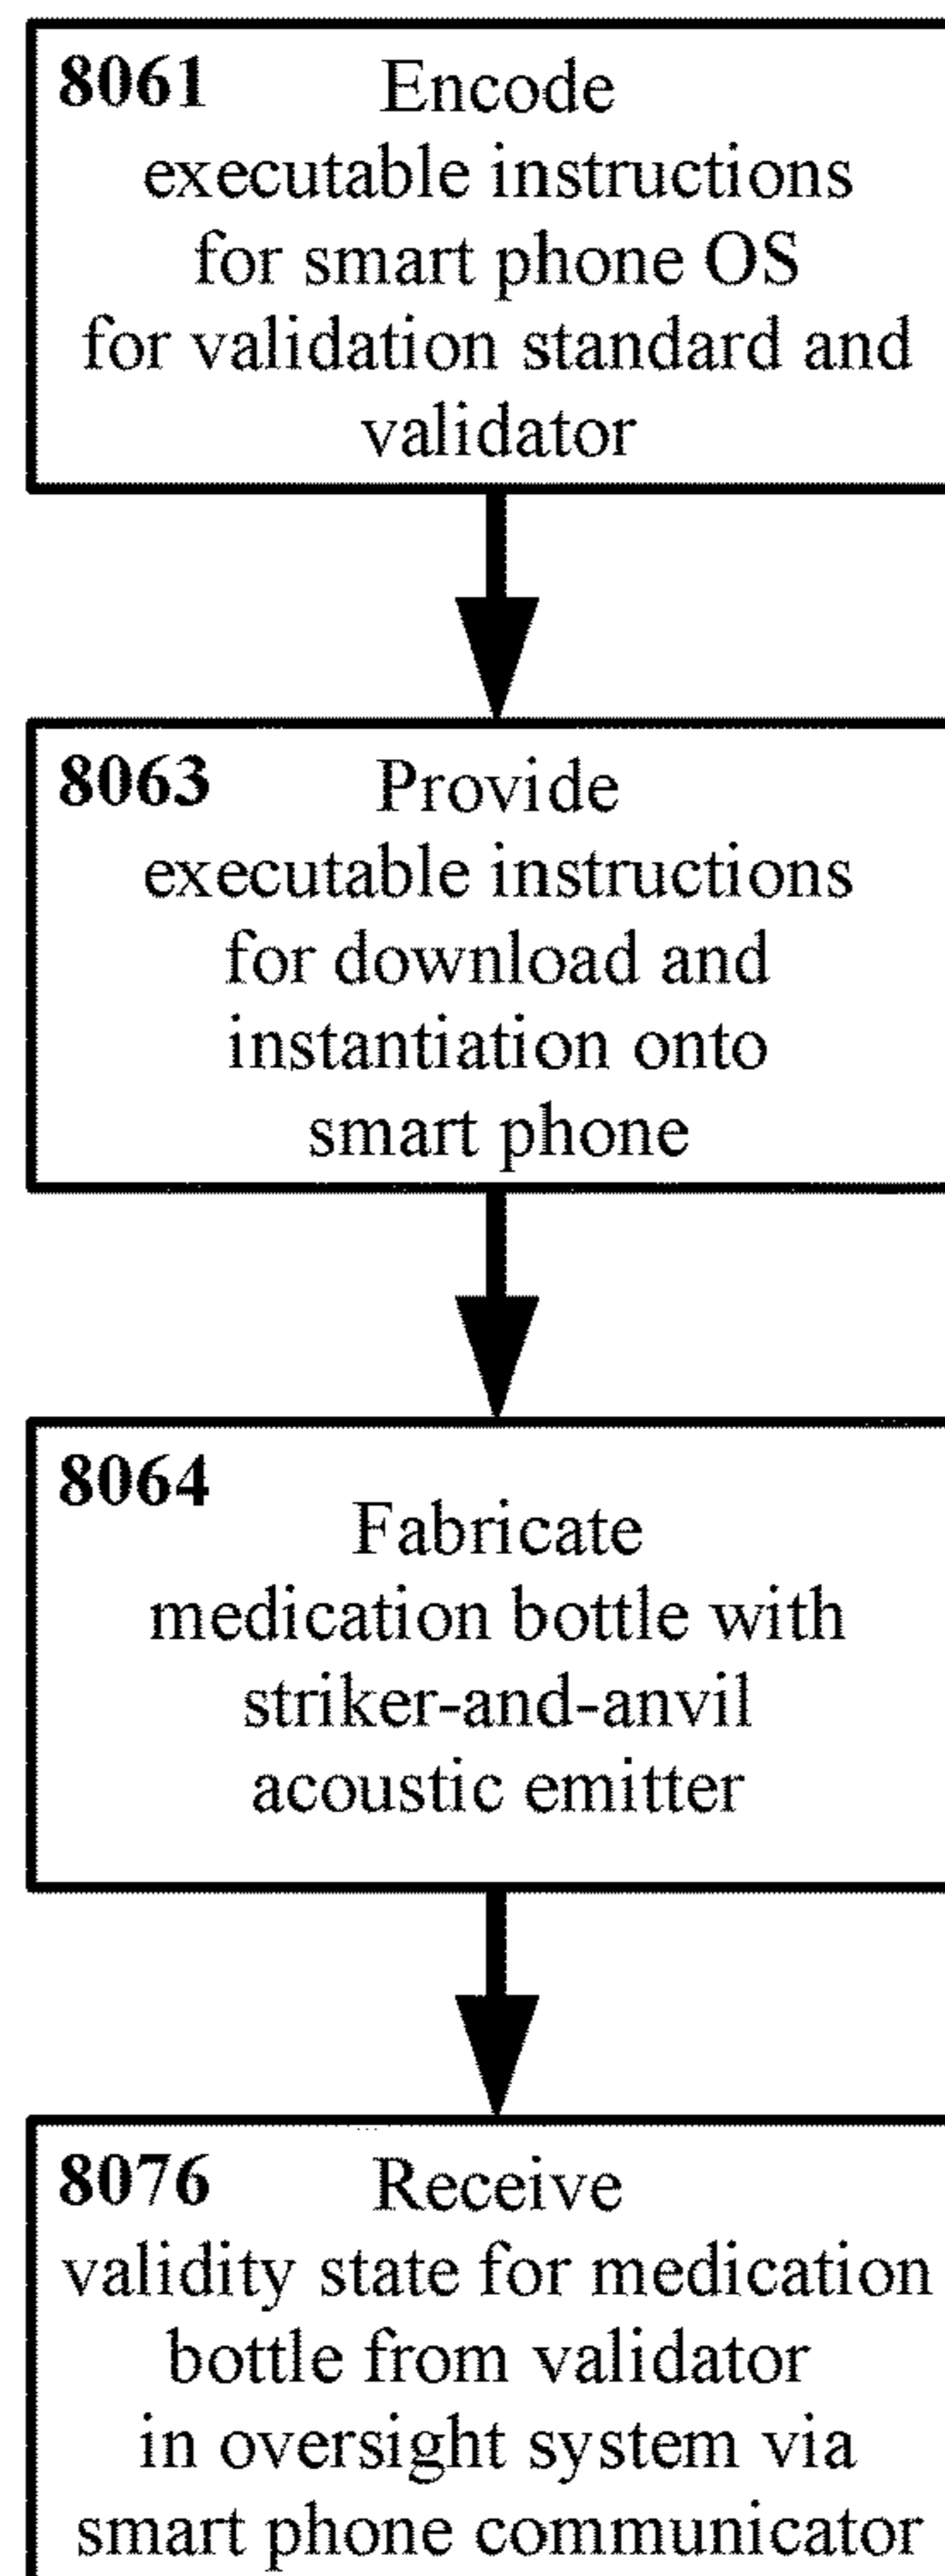 8061 Encode
executable instructions
for smart phone OS
for validation standard and
validator
8063 Provide
executable instructions
for download and
instantiation onto
smart phone
8064
Fabricate
medication bottle with
striker-and-anvil
acoustic emitter
8076 Receive
validity state for medication
bottle from validator
in oversight system via
smart phone communicator